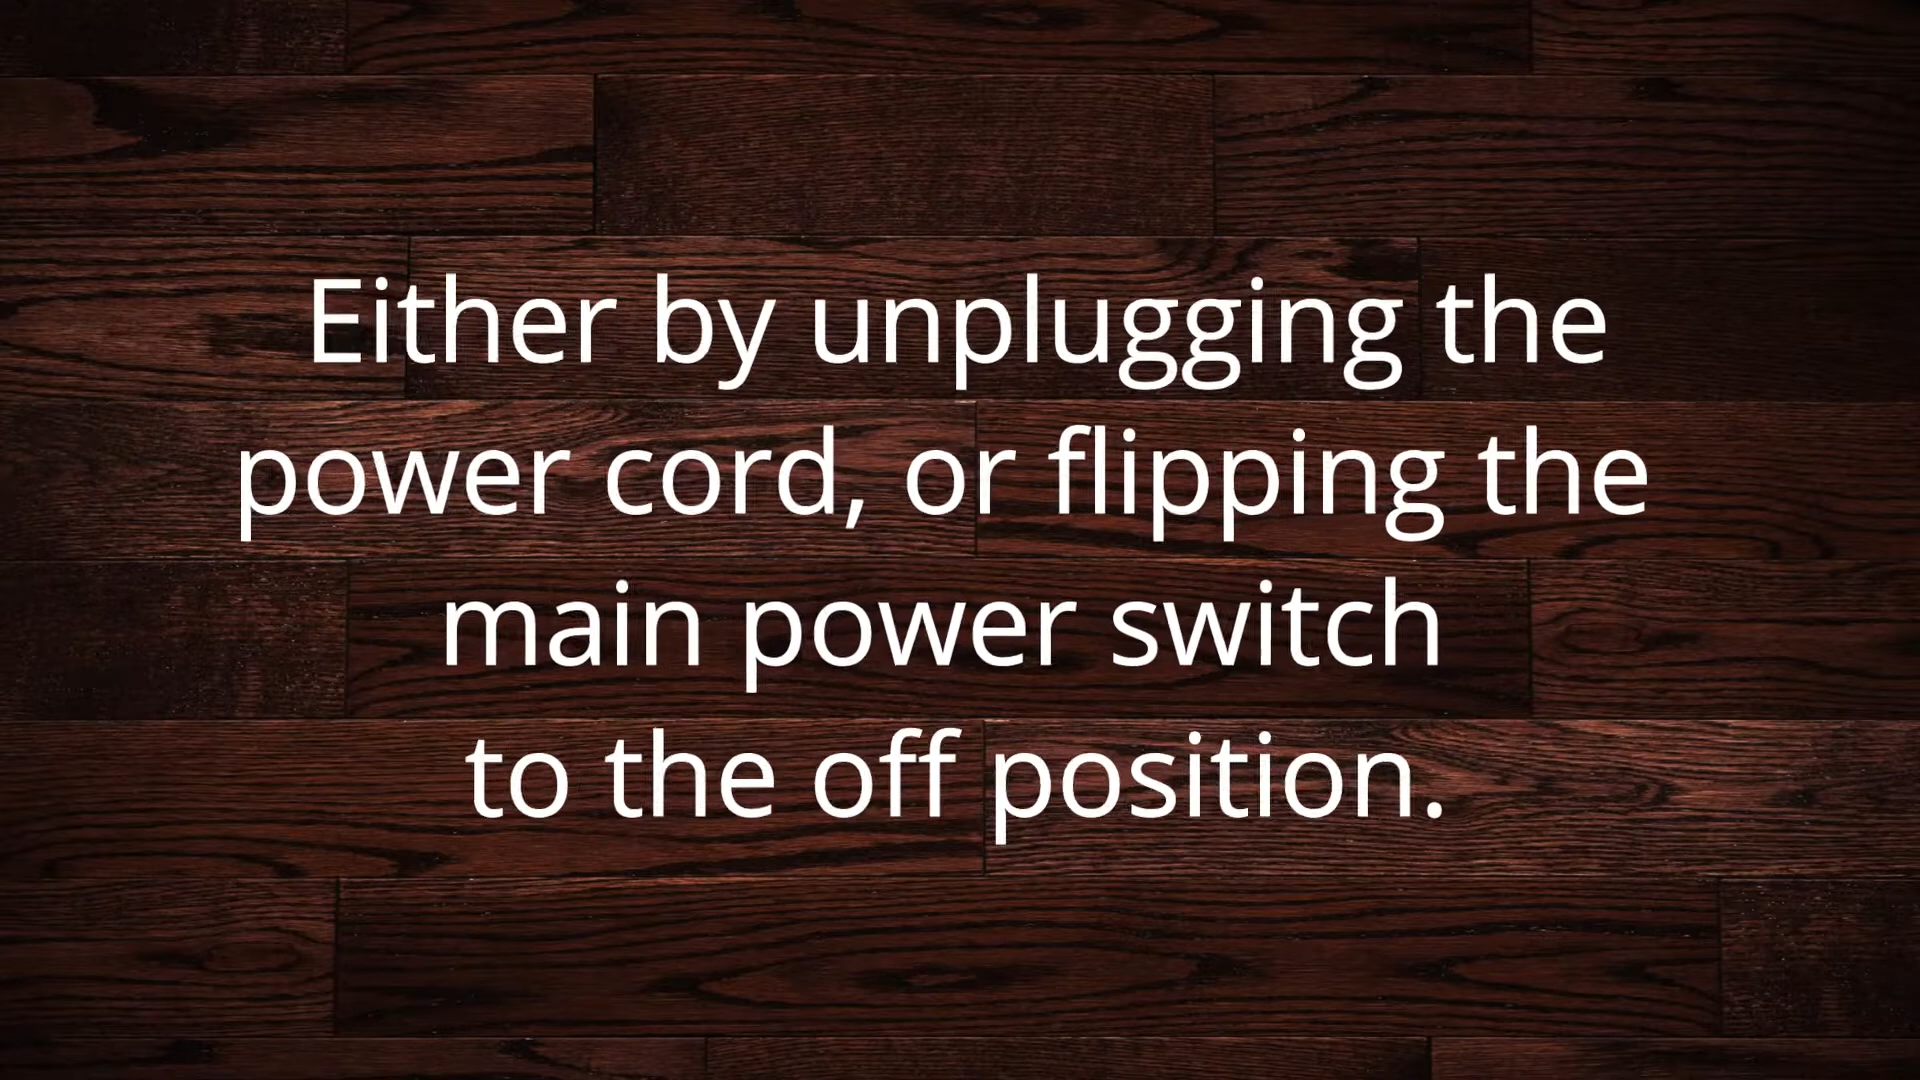 Either by unplugging the
power cord, or flipping the
main power switch
to the off position.